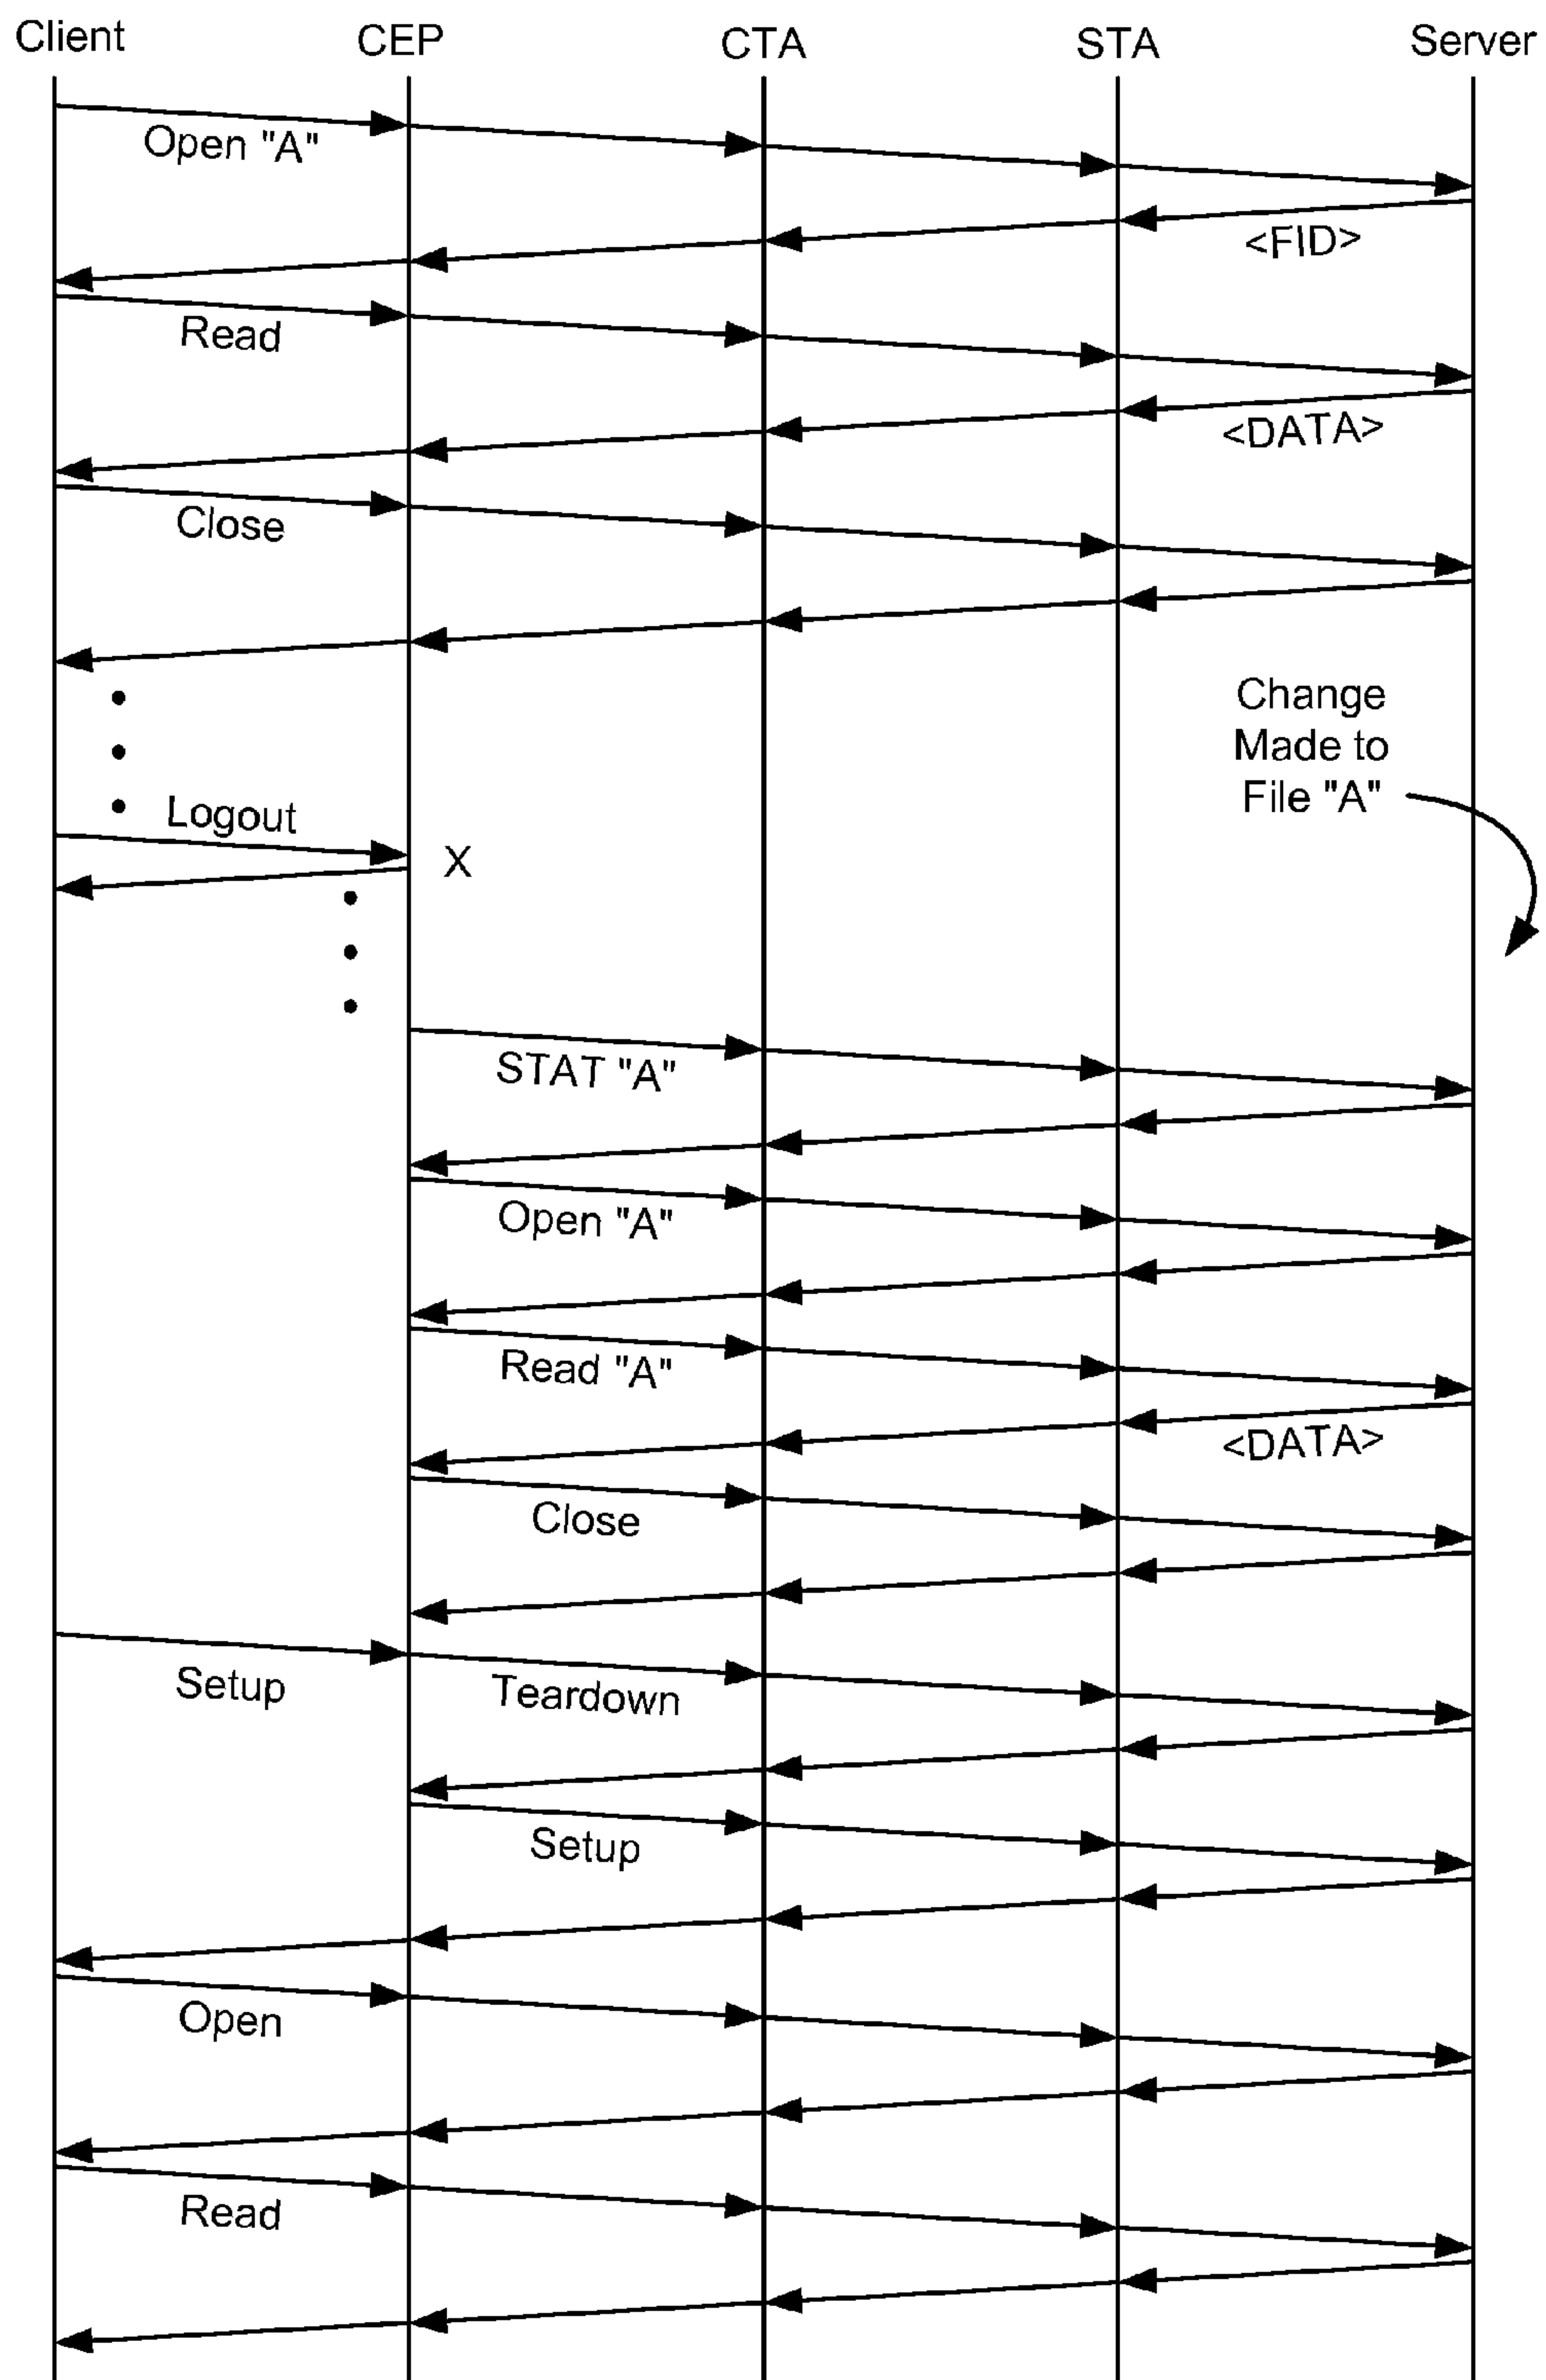 Client CEP CTA STA Server
Open "A"
<FID>
Read
<DATA>
Close
Change
Made to
File "A"
Logout
X
STAT "A"
Open "A"
Read "A"
<DATA>
Close
Setup Teardown
Setup
Open
Read